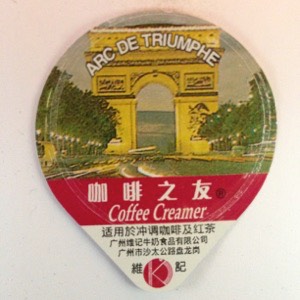 ARC DE TRIUMPHE
咖啡之友®
Coffee Creamer
适用於冲调咖啡及红茶
广州维记牛奶食品有限公司
广州市沙太公路盘龙岗
維 K 記